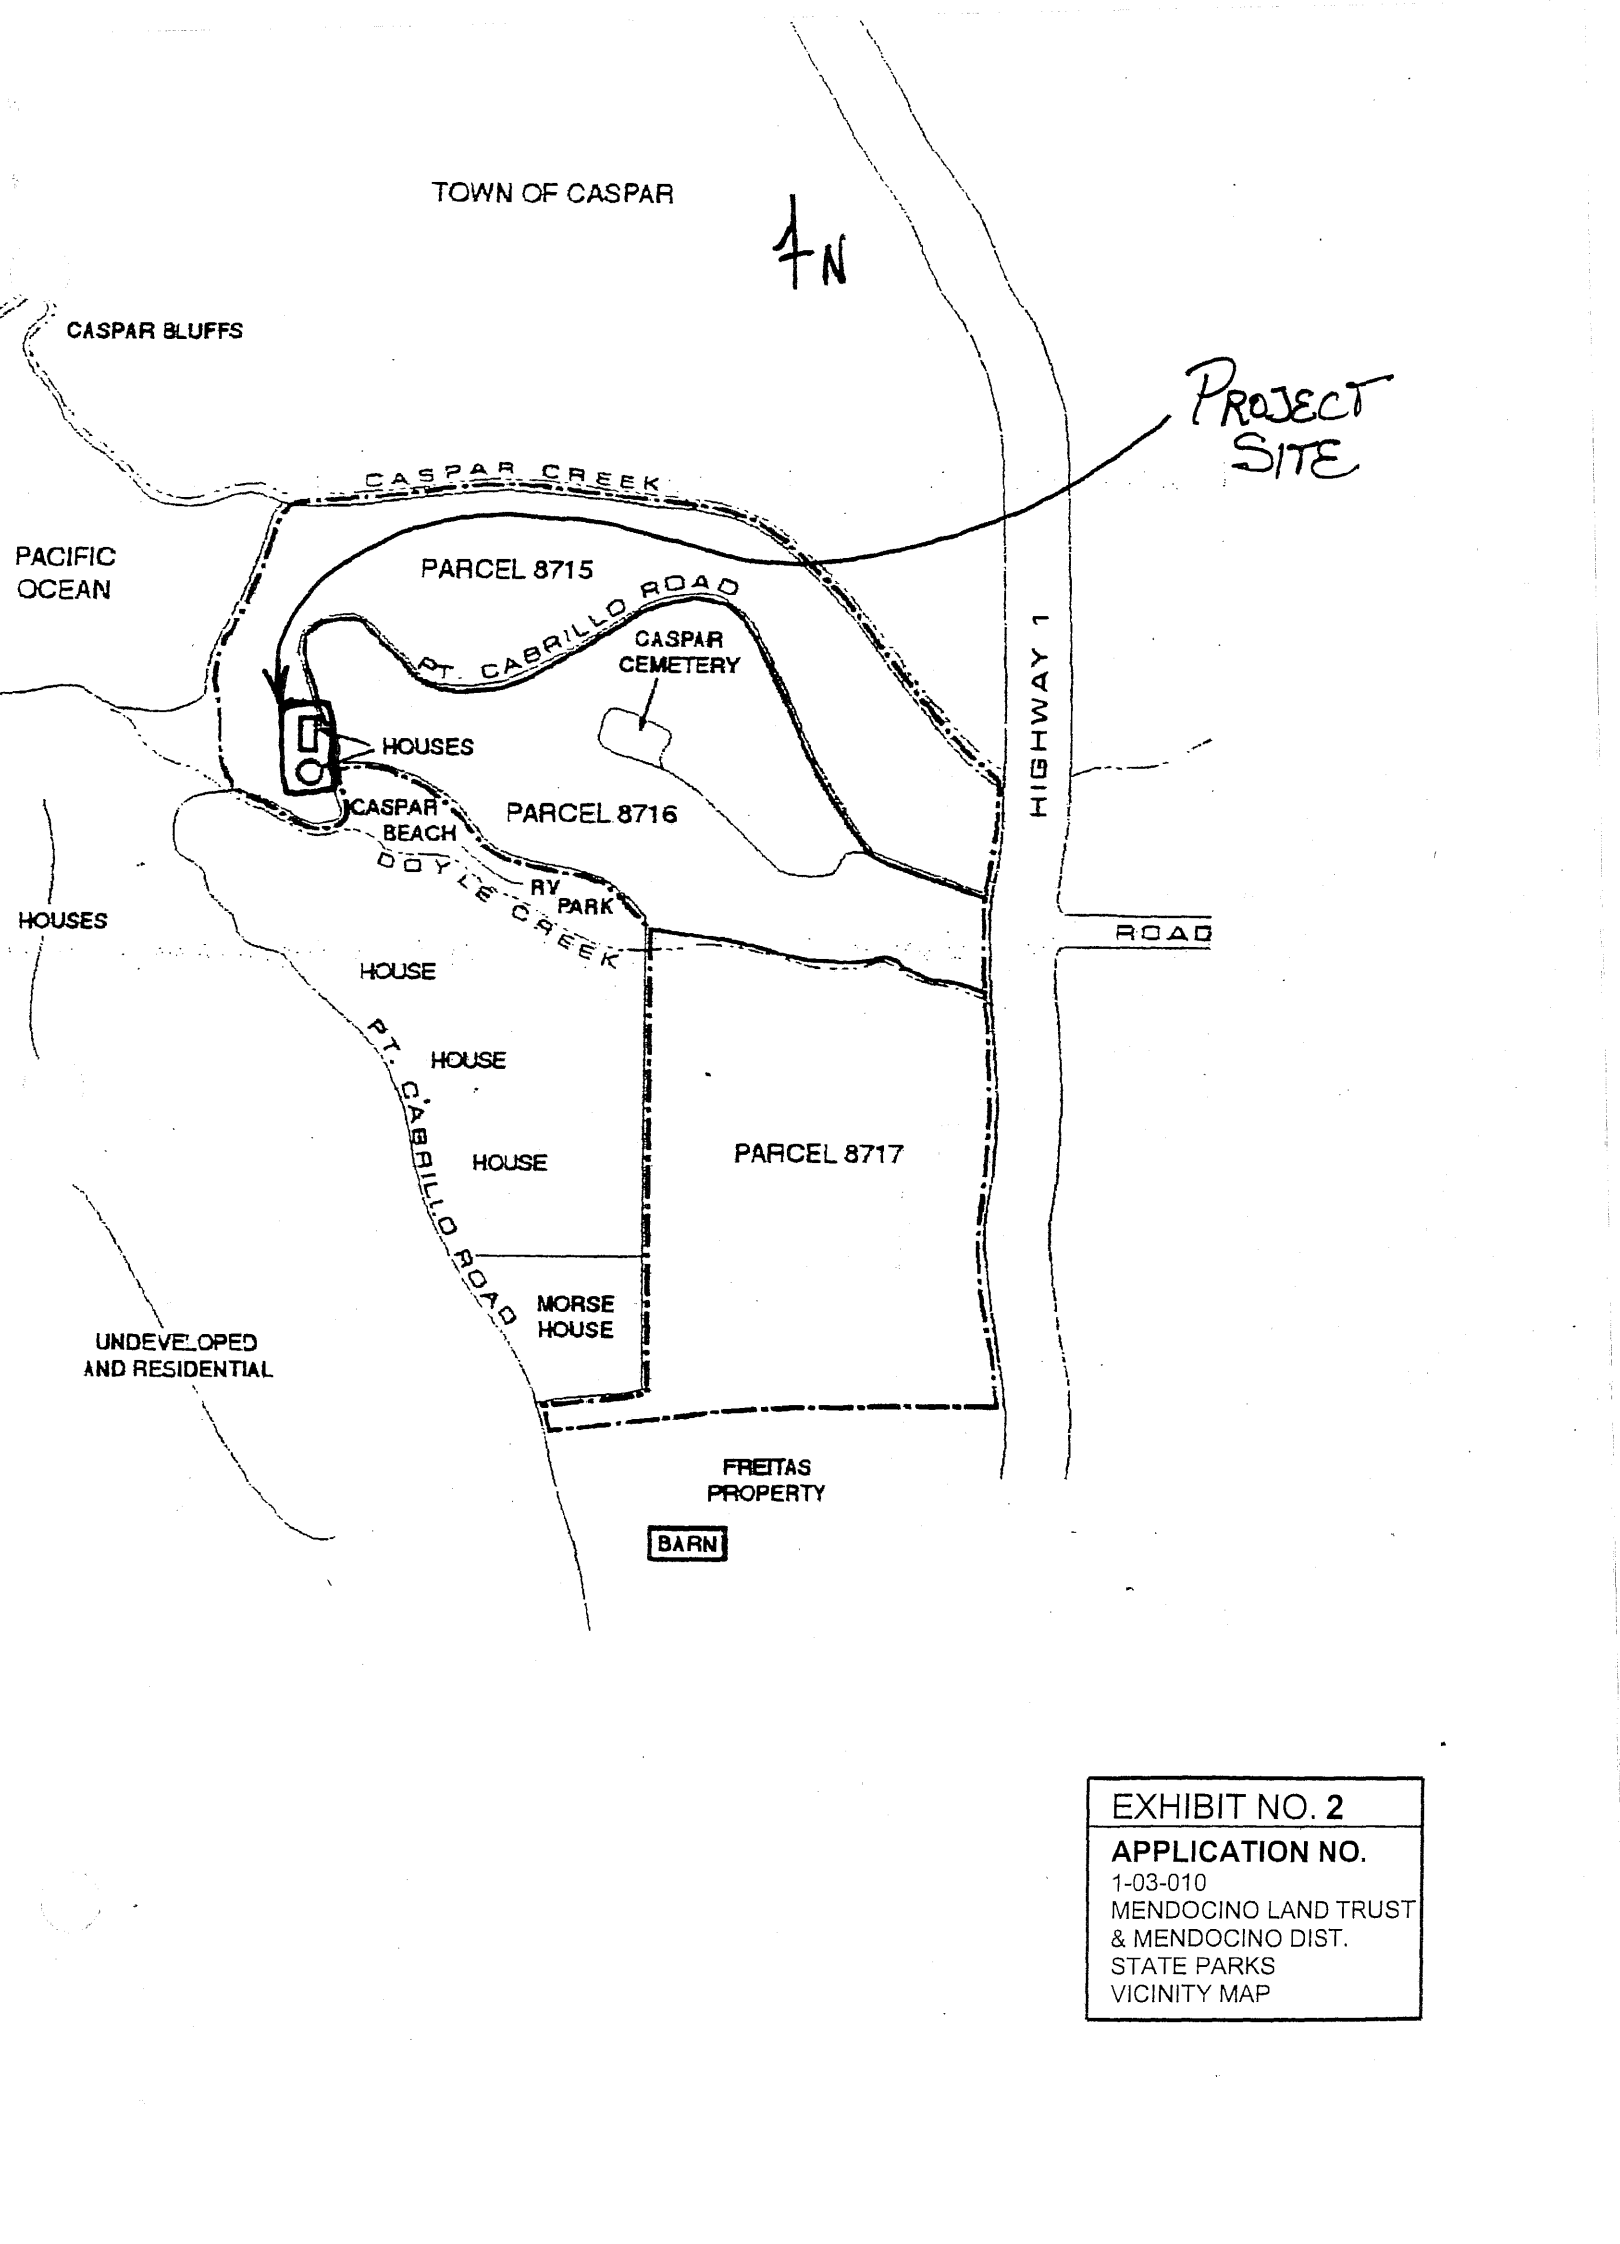 TOWN OF CASPAR
N
CASPAR BLUFFS
PROJECT
SITE
CASPAR CREEK
PACIFIC
OCEAN
PARCEL 8715
PT. CABRILLO ROAD
CASPAR
CEMETERY
HIGHWAY 1
HOUSES
CASPAR
BEACH
PARCEL 8716
DOYLE CREEK
RV
PARK
HOUSES
ROAD
HOUSE
PT. CABRILLO ROAD
HOUSE
PARCEL 8717
HOUSE
MORSE
HOUSE
UNDEVELOPED
AND RESIDENTIAL
FREITAS
PROPERTY
BARN
EXHIBIT NO. 2
APPLICATION NO.
1-03-010
MENDOCINO LAND TRUST
& MENDOCINO DIST.
STATE PARKS
VICINITY MAP